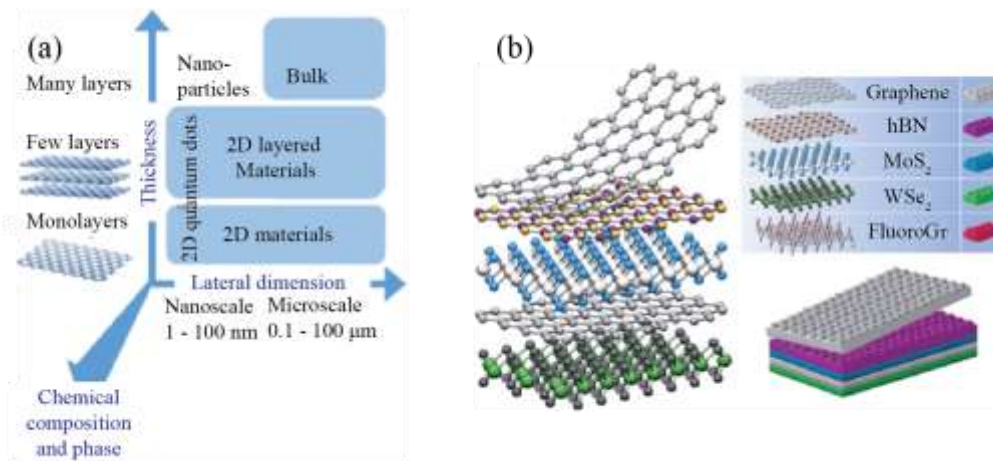 (a)
Many layers
Nano-
particles
Bulk
Thickness
Few layers
2D layered
Materials
2D quantum dots
Monolayers
2D materials
Lateral dimension
Nanoscale
1 - 100 nm
Microscale
0.1 - 100 μm
Chemical
composition
and phase
(b)
Graphene
hBN
MoS₂
WSe₂
FluoroGr